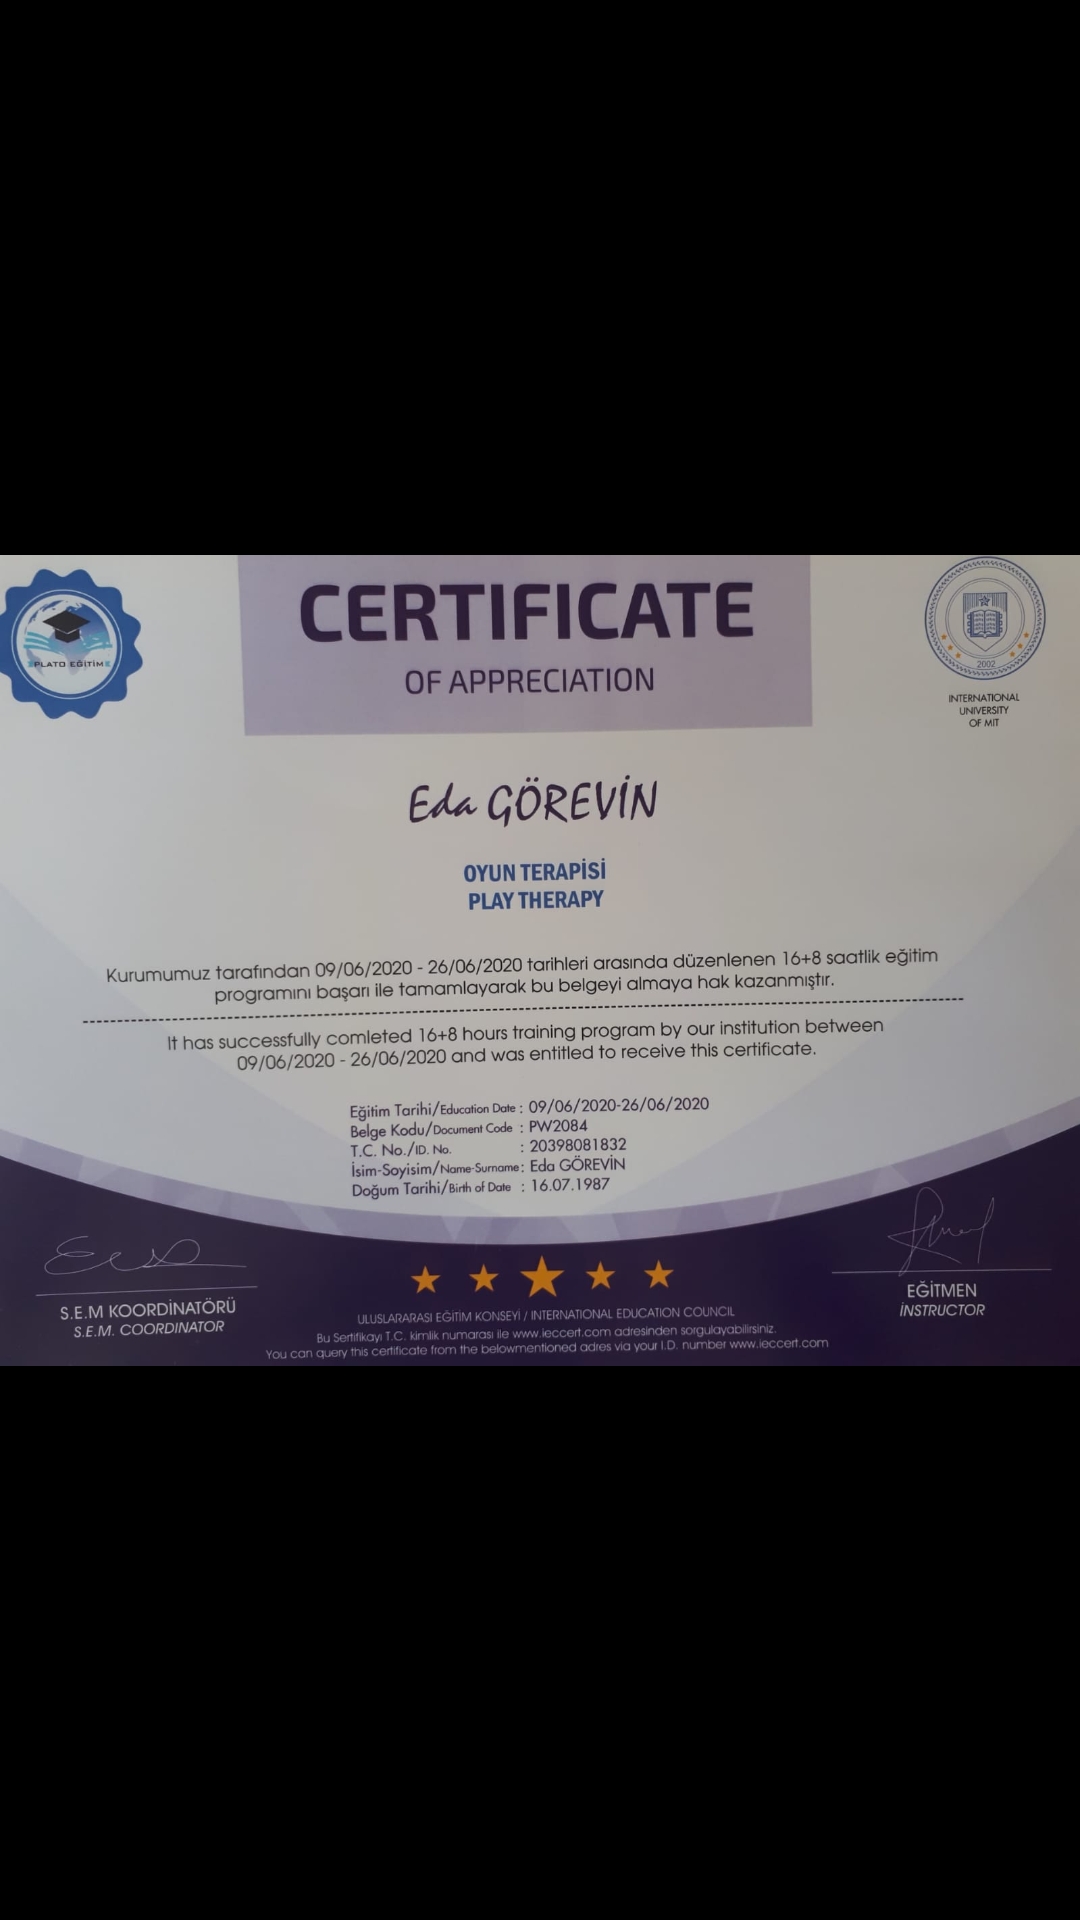 CERTIFICATE
OF APPRECIATION
PLATO EĞİTİM
2002
INTERNATIONAL
UNIVERSITY
OF MIT
Eda GÖREVİN
OYUN TERAPİSİ
PLAY THERAPY
Kurumumuz tarafından 09/06/2020 - 26/06/2020 tarihleri arasında düzenlenen 16+8 saatlik eğitim
programını başarı ile tamamlayarak bu belgeyi almaya hak kazanmıştır.
It has successfully comleted 16+8 hours training program by our institution between
09/06/2020 - 26/06/2020 and was entitled to receive this certificate.
Eğitim Tarihi/Education Date : 09/06/2020-26/06/2020
Belge Kodu/Document Code : PW2084
T.C. No./ID. No. : 20398081832
İsim-Soyisim/Name-Surname : Eda GÖREVİN
Doğum Tarihi/Birth of Date : 16.07.1987
S.E.M KOORDİNATÖRÜ
S.E.M. COORDINATOR
EĞİTMEN
İNSTRUCTOR
ULUSLARARASI EĞİTİM KONSEYİ / INTERNATIONAL EDUCATION COUNCIL
Bu Sertifikayı T.C. kimlik numarası ile www.ieccert.com adresinden sorgulayabilirsiniz.
You can query this certificate from the belowmentioned adres via your I.D. number www.ieccert.com